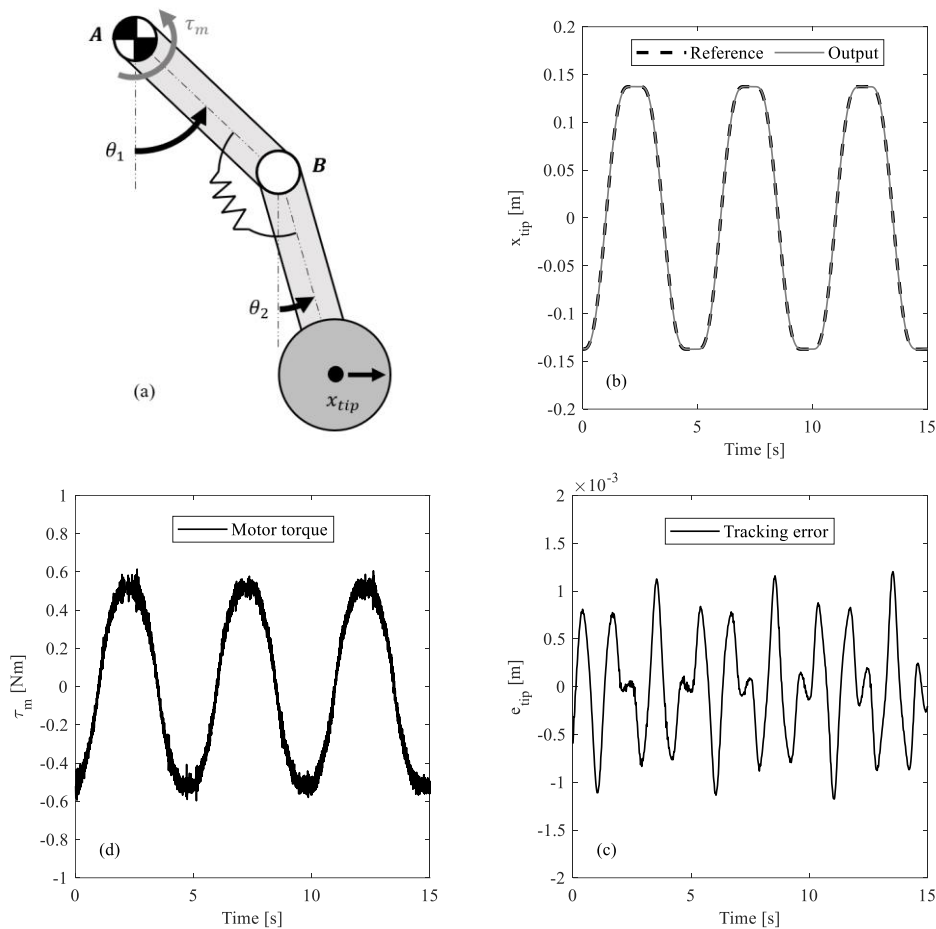 A
τₘ
θ₁
B
θ₂
x_tip
(a)
Reference Output
0.2
0.15
0.1
0.05
0
-0.05
-0.1
-0.15
-0.2
x_tip [m]
(b)
0 5 10 15
Time [s]
1
0.8
0.6
0.4
0.2
0
-0.2
-0.4
-0.6
-0.8
-1
τ_m [Nm]
Motor torque
(d)
0 5 10 15
Time [s]
×10⁻³
2
1.5
1
0.5
0
-0.5
-1
-1.5
-2
e_tip [m]
Tracking error
(c)
0 5 10 15
Time [s]